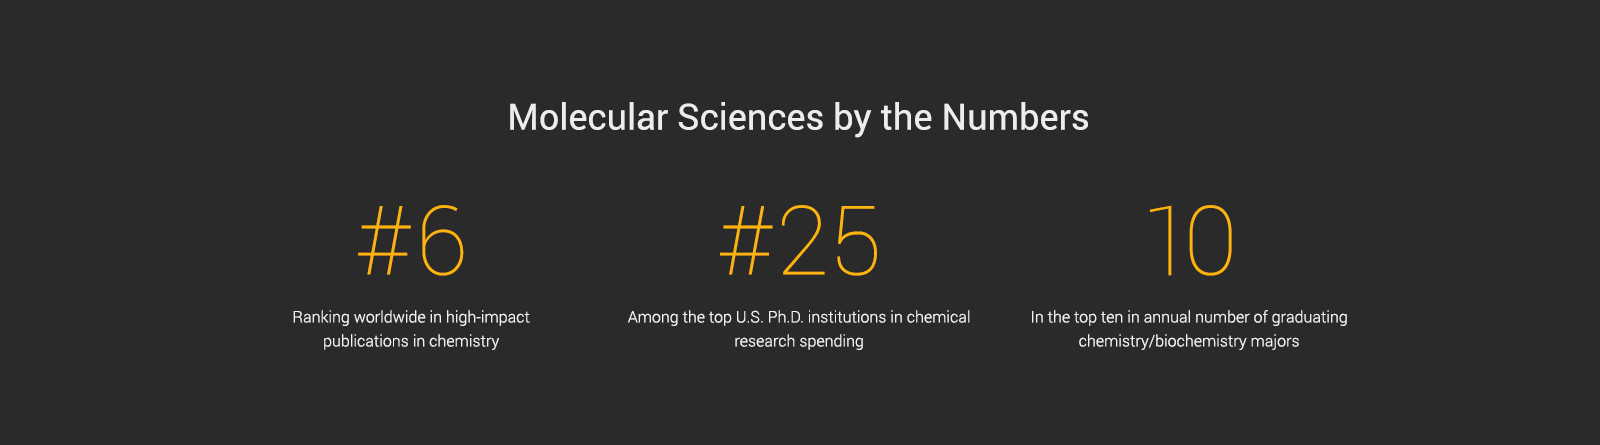 Molecular Sciences by the Numbers
#6
Ranking worldwide in high-impact
publications in chemistry
#25
Among the top U.S. Ph.D. institutions in chemical
research spending
10
In the top ten in annual number of graduating
chemistry/biochemistry majors